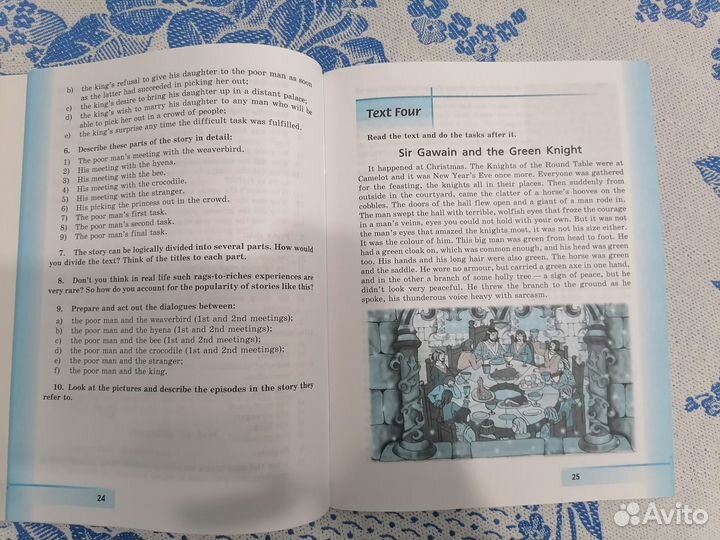 b) the king's refusal to give his daughter to the poor man as soon
as the latter had succeeded in picking her out;
c) the king's desire to bring his daughter up in a distant palace;
d) the king's wish to marry his daughter to any man who will be
able to pick her out in a crowd of people;
e) the king's surprise any time the difficult task was fulfilled.
6. Describe these parts of the story in detail:
1) The poor man's meeting with the weaverbird.
2) His meeting with the hyena.
3) His meeting with the bee.
4) His meeting with the crocodile.
5) His meeting with the stranger.
6) His picking the princess out in the crowd.
7) The poor man's first task.
8) The poor man's second task.
9) The poor man's final task.
7. The story can be logically divided into several parts. How would
you divide the text? Think of the titles to each part.
8. Don't you think in real life such rags-to-riches experiences are
very rare? So how do you account for the popularity of stories like this?
9. Prepare and act out the dialogues between:
a) the poor man and the weaverbird (1st and 2nd meetings);
b) the poor man and the hyena (1st and 2nd meetings);
c) the poor man and the bee (1st and 2nd meetings);
d) the poor man and the crocodile (1st and 2nd meetings);
e) the poor man and the stranger;
f) the poor man and the king.
10. Look at the pictures and describe the episodes in the story they
refer to.
24
Text Four
Read the text and do the tasks after it.
Sir Gawain and the Green Knight
It happened at Christmas. The Knights of the Round Table were at
Camelot and it was New Year's Eve once more. Everyone was gathered
for the feasting, the knights all in their places. Then suddenly from
outside in the courtyard, came the clatter of a horse's hooves on the
cobbles. The doors of the hall flew open and a giant of a man rode in.
The man swept the hall with terrible, wolfish eyes that froze the courage
in a man's veins, eyes you could not hold with your own. But it was not
the man's eyes that amazed the knights most, it was not his size either.
It was the colour of him. This big man was green from head to foot. He
had a green cloak on, which was common enough, and his head was green
too. His hands and his long hair were also green. The horse was green
and the saddle. He wore no armour, but carried a green axe in one hand,
and in the other a branch of some holly tree — a sign of peace, but he
didn't look very peaceful. He threw the branch to the ground as he
spoke, his thunderous voice heavy with sarcasm.
25
Avito